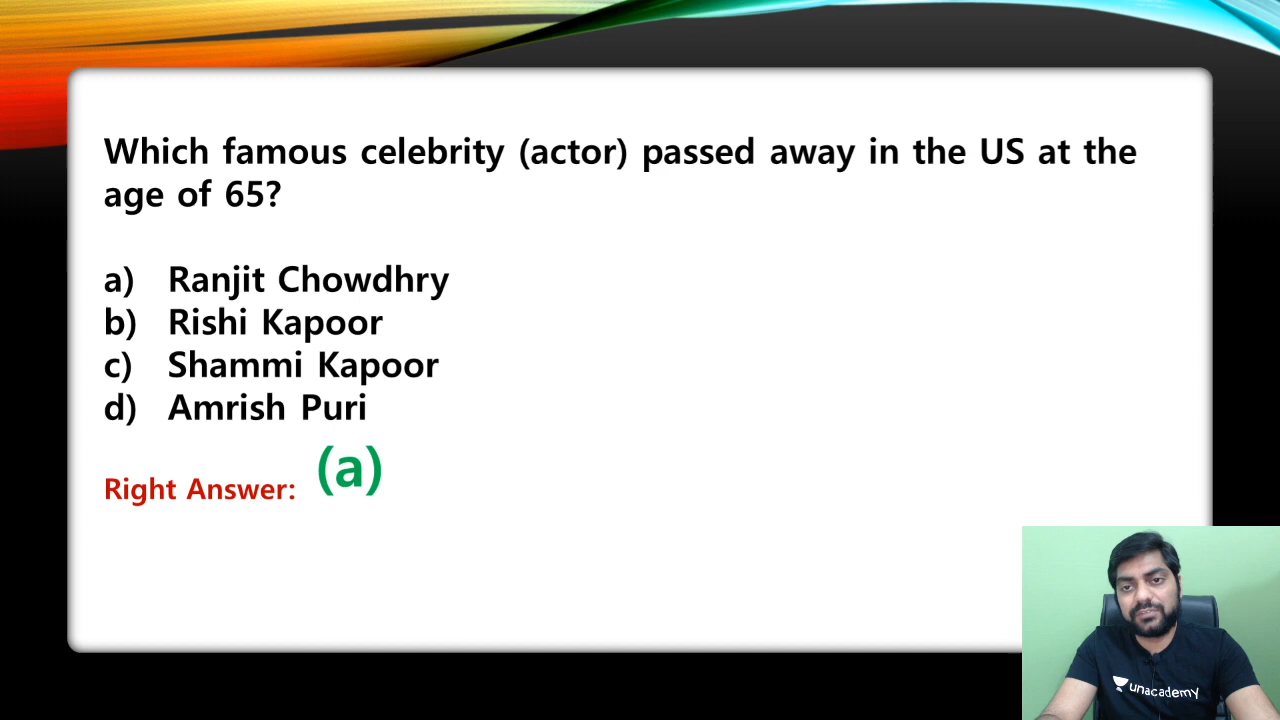 Which famous celebrity (actor) passed away in the US at the
age of 65?
a) Ranjit Chowdhry
b) Rishi Kapoor
c) Shammi Kapoor
d) Amrish Puri
Right Answer: (a)
unacademy